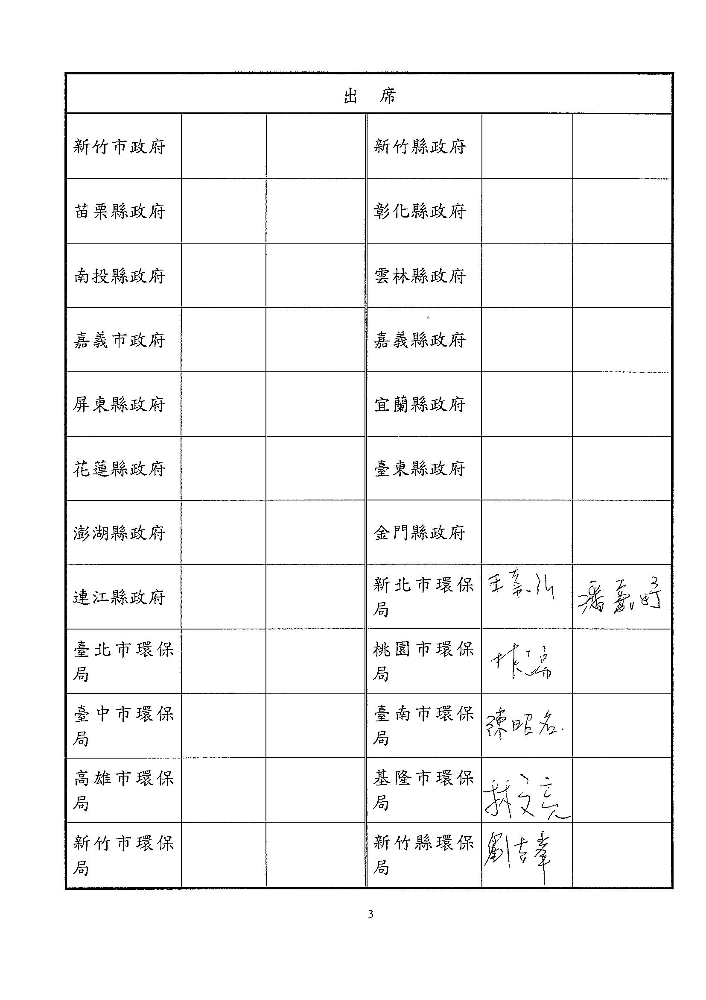 出 席
新竹市政府 新竹縣政府
苗栗縣政府 彰化縣政府
南投縣政府 雲林縣政府
嘉義市政府 嘉義縣政府
屏東縣政府 宜蘭縣政府
花蓮縣政府 臺東縣政府
澎湖縣政府 金門縣政府
連江縣政府
新北市環保
局
臺北市環保
局
桃園市環保
局
臺中市環保
局
臺南市環保
局
陳昭名
高雄市環保
局
基隆市環保
局
林文亮
新竹市環保
局
新竹縣環保
局
劉吉峯
3